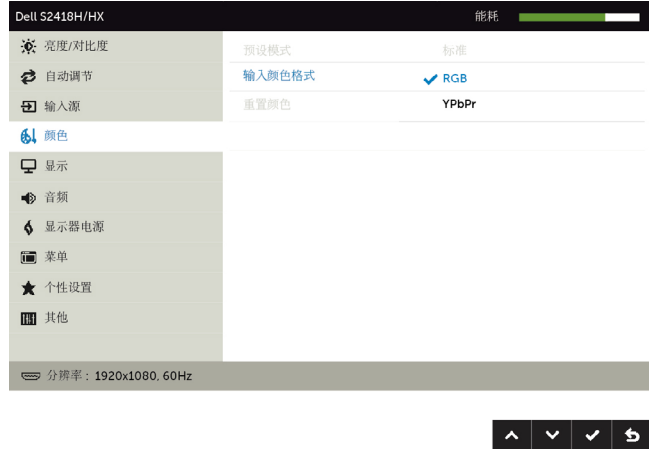 Dell S2418H/HX 能耗
亮度/对比度 预设模式 标准
自动调节 输入颜色格式 RGB
输入源 重置颜色 YPbPr
颜色
显示
音频
显示器电源
菜单
个性设置
其他
分辨率：1920x1080, 60Hz